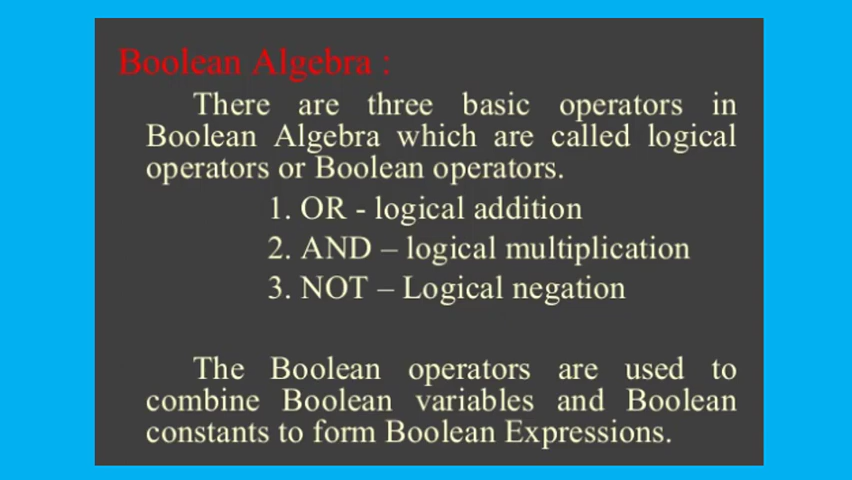 Boolean Algebra :
There are three basic operators in
Boolean Algebra which are called logical
operators or Boolean operators.
1. OR - logical addition
2. AND – logical multiplication
3. NOT – Logical negation
The Boolean operators are used to
combine Boolean variables and Boolean
constants to form Boolean Expressions.